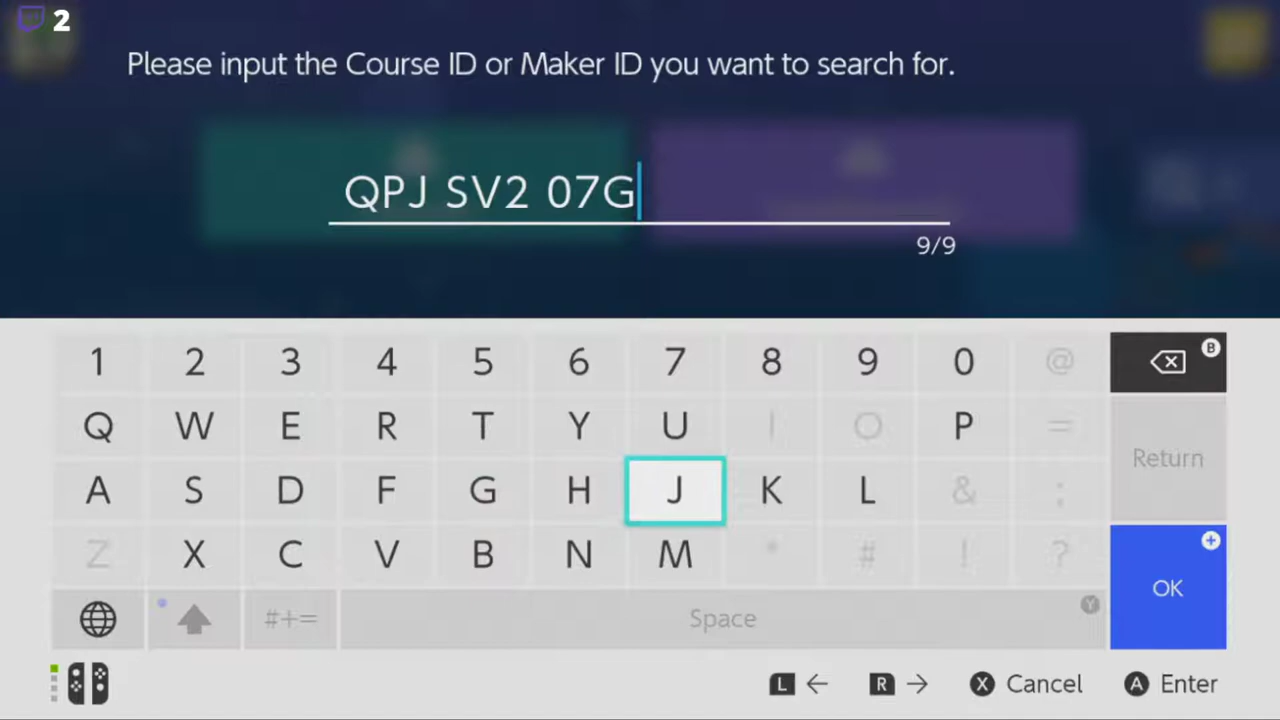 2
Please input the Course ID or Maker ID you want to search for.
QPJ SV2 07G
9/9
1 2 3 4 5 6 7 8 9 0 @ B
Q W E R T Y U I O P =
Return
A S D F G H J K L & ;
Z X C V B N M * # ! ? +
OK
#+= Space Y
L ← R → X Cancel A Enter